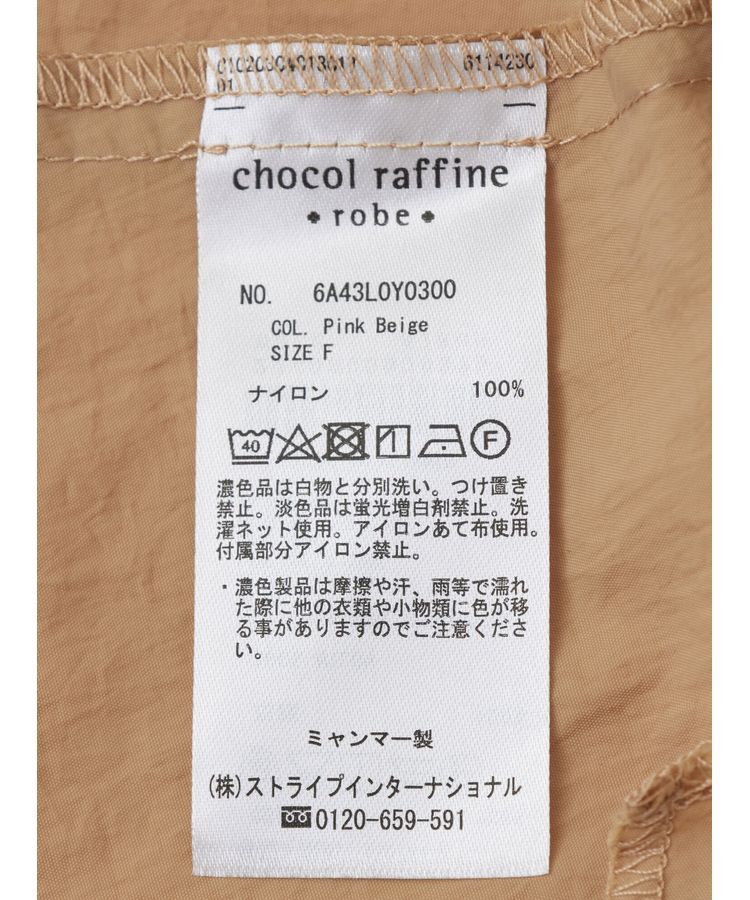 6114230
01
chocol raffine
robe
NO. 6A43L0Y0300
COL. Pink Beige
SIZE F
ナイロン 100%
40 F
濃色品は白物と分別洗い。つけ置き
禁止。淡色品は蛍光増白剤禁止。洗
濯ネット使用。アイロンあて布使用。
付属部分アイロン禁止。
・濃色製品は摩擦や汗、雨等で濡れ
た際に他の衣類や小物類に色が移
る事がありますのでご注意くださ
い。
ミャンマー製
(株)ストライプインターナショナル
0120-659-591